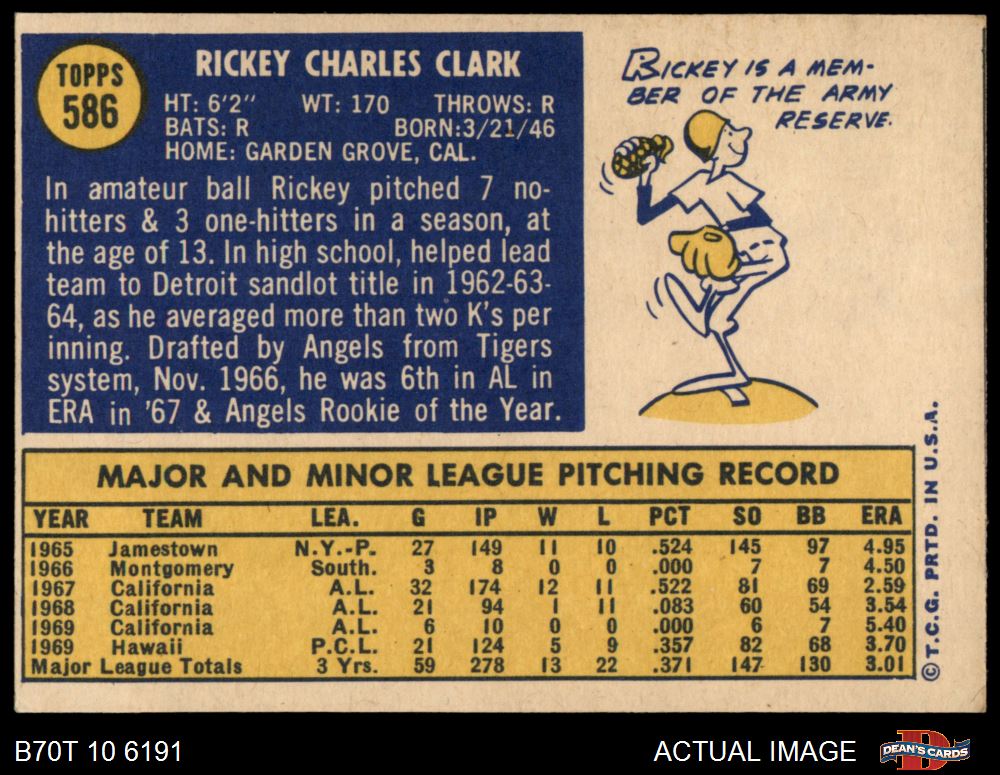 TOPPS
586
RICKEY CHARLES CLARK
HT: 6'2" WT: 170 THROWS: R
BATS: R BORN:3/21/46
HOME: GARDEN GROVE, CAL.
In amateur ball Rickey pitched 7 no-
hitters & 3 one-hitters in a season, at
the age of 13. In high school, helped lead
team to Detroit sandlot title in 1962-63-
64, as he averaged more than two K's per
inning. Drafted by Angels from Tigers
system, Nov. 1966, he was 6th in AL in
ERA in '67 & Angels Rookie of the Year.
RICKEY IS A MEM-
BER OF THE ARMY
RESERVE.
MAJOR AND MINOR LEAGUE PITCHING RECORD
YEAR TEAM LEA. G IP W L PCT SO BB ERA
1965 Jamestown N.Y.-P. 27 149 11 10 .524 145 97 4.95
1966 Montgomery South. 3 8 0 0 .000 7 7 4.50
1967 California A.L. 32 174 12 11 .522 81 69 2.59
1968 California A.L. 21 94 1 11 .083 60 54 3.54
1969 California A.L. 6 10 0 0 .000 6 7 5.40
1969 Hawaii P.C.L. 21 124 5 9 .357 82 68 3.70
Major League Totals 3 Yrs. 59 278 13 22 .371 147 130 3.01
© T.C.G. PRTD. IN U.S.A.
B70T 10 6191
ACTUAL IMAGE
DEAN'S CARDS